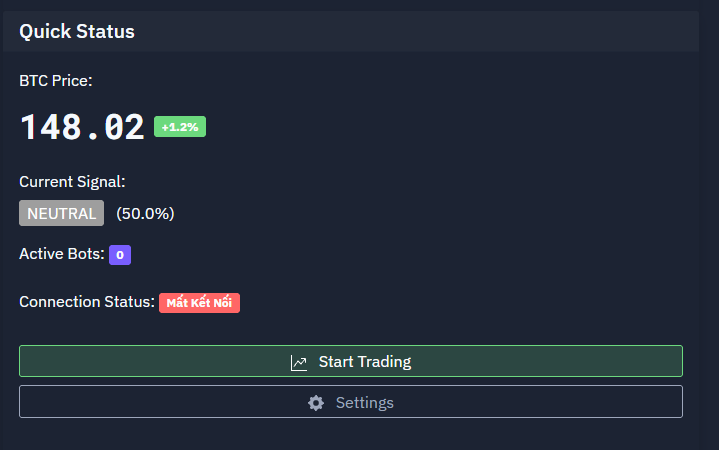 Quick Status
BTC Price:
148.02 +1.2%
Current Signal:
NEUTRAL (50.0%)
Active Bots: 0
Connection Status: Mất Kết Nối
Start Trading
Settings